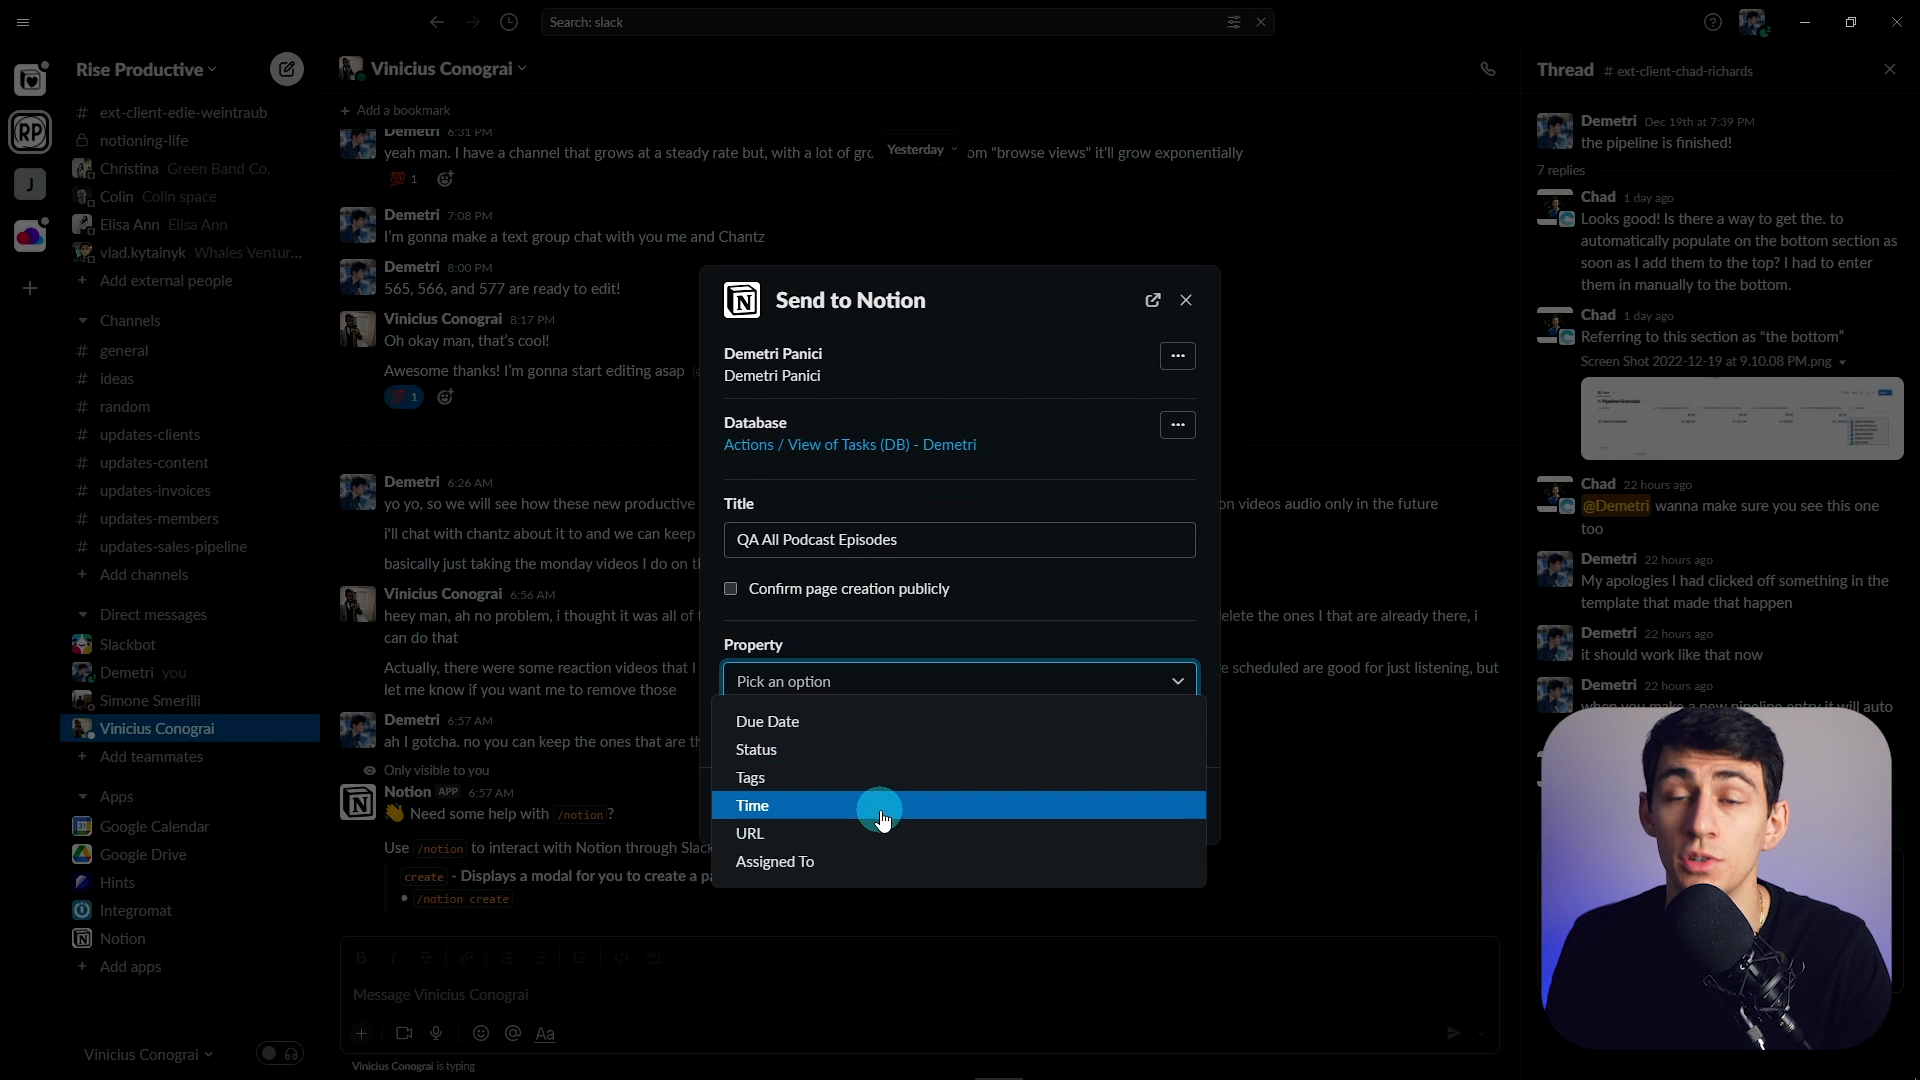 Search: slack
Rise Productive
ext-client-edie-weintraub
notioning-life
Christina Green Band Co.
Colin Colin space
Elisa Ann Elisa Ann
vlad.kytainyk Whales Ventur...
Add external people
Channels
general
ideas
random
updates-clients
updates-content
updates-invoices
updates-members
updates-sales-pipeline
Add channels
Direct messages
Slackbot
Demetri you
Simone Smerilli
Vinicius Conograi
Add teammates
Apps
Google Calendar
Google Drive
Hints
Integromat
Notion
Add apps
Vinicius Conograi
RP
J
Vinicius Conograi
+ Add a bookmark
Demetri 6:31 PM
yeah man. I have a channel that grows at a steady rate but, with a lot of gro
Yesterday
om "browse views" it'll grow exponentially
1
Demetri 7:08 PM
I'm gonna make a text group chat with you me and Chantz
Demetri 8:00 PM
565, 566, and 577 are ready to edit!
Vinicius Conograi 8:17 PM
Oh okay man, that's cool!
Awesome thanks! I'm gonna start editing asap
1
Demetri 6:26 AM
yo yo, so we will see how these new productive
on videos audio only in the future
i'll chat with chantz about it to and we can keep
basically just taking the monday videos I do on t
Vinicius Conograi 6:56 AM
heey man, ah no problem, i thought it was all of
elete the ones I that are already there, i
can do that
Actually, there were some reaction videos that I
e scheduled are good for just listening, but
let me know if you want me to remove those
Demetri 6:57 AM
ah I gotcha. no you can keep the ones that are th
Only visible to you
Notion APP 6:57 AM
Need some help with /notion?
Use /notion to interact with Notion through Slac
create - Displays a modal for you to create a pa
• /notion create
Message Vinicius Conograi
Vinicius Conograi is typing
Send to Notion
Demetri Panici
Demetri Panici
Database
Actions / View of Tasks (DB) - Demetri
Title
QA All Podcast Episodes
Confirm page creation publicly
Property
Pick an option
Due Date
Status
Tags
Time
URL
Assigned To
Thread # ext-client-chad-richards
Demetri Dec 19th at 7:39 PM
the pipeline is finished!
7 replies
Chad 1 day ago
Looks good! Is there a way to get the. to
automatically populate on the bottom section as
soon as I add them to the top? I had to enter
them in manually to the bottom.
Chad 1 day ago
Referring to this section as “the bottom”
Screen Shot 2022-12-19 at 9.10.08 PM.png
Chad 22 hours ago
@Demetri wanna make sure you see this one
too
Demetri 22 hours ago
My apologies I had clicked off something in the
template that made that happen
Demetri 22 hours ago
it should work like that now
Demetri 22 hours ago
when you make a new pipeline entry it will auto